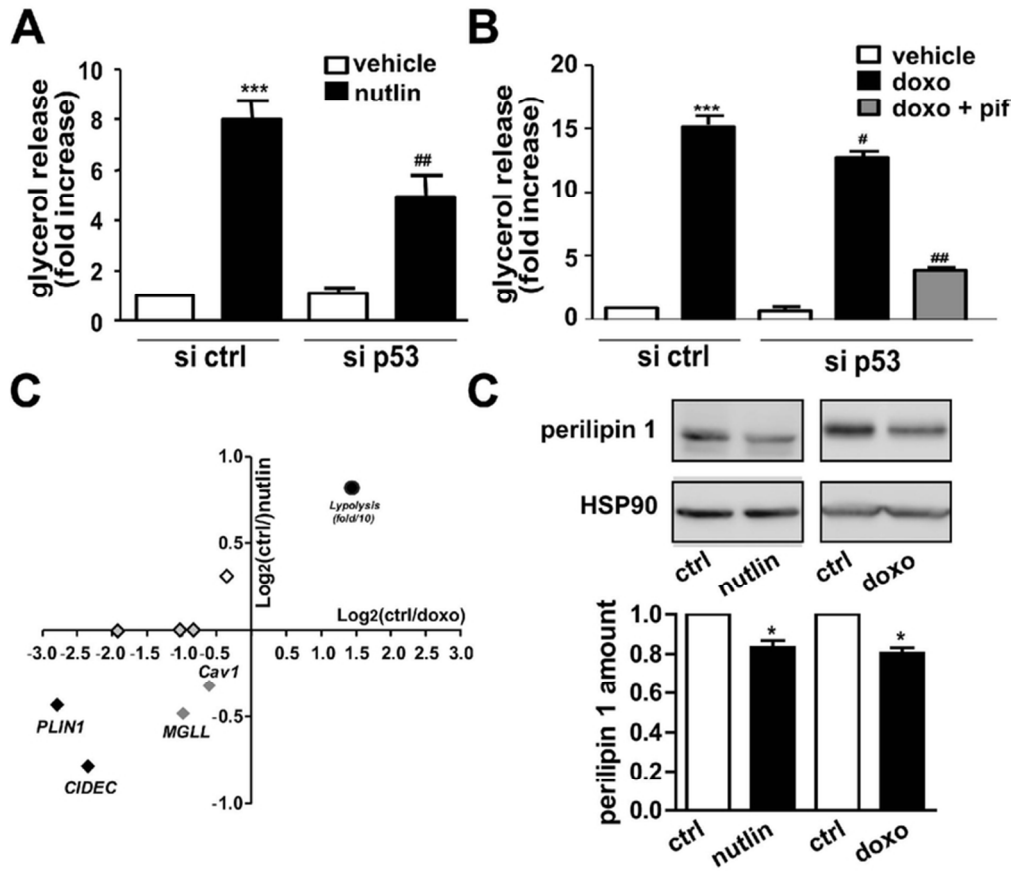 A
glycerol release
(fold increase)
10
8
6
4
2
0
***
##
vehicle
nutlin
si ctrl
si p53
B
glycerol release
(fold increase)
20
15
10
5
0
***
#
##
vehicle
doxo
doxo + pif
si ctrl
si p53
C
1.0
0.5
-0.5
-1.0
Log2(ctrl/)nutlin
Lypolysis
(fold/10)
Log2(ctrl/doxo)
-3.0 -2.5 -2.0 -1.5 -1.0 -0.5 0.5 1.0 1.5 2.0 2.5 3.0
Cav1
PLIN1
MGLL
CIDEC
C
perilipin 1
HSP90
ctrl nutlin ctrl doxo
perilipin 1 amount
1.0
0.8
0.6
0.4
0.2
0.0
*
*
ctrl nutlin ctrl doxo